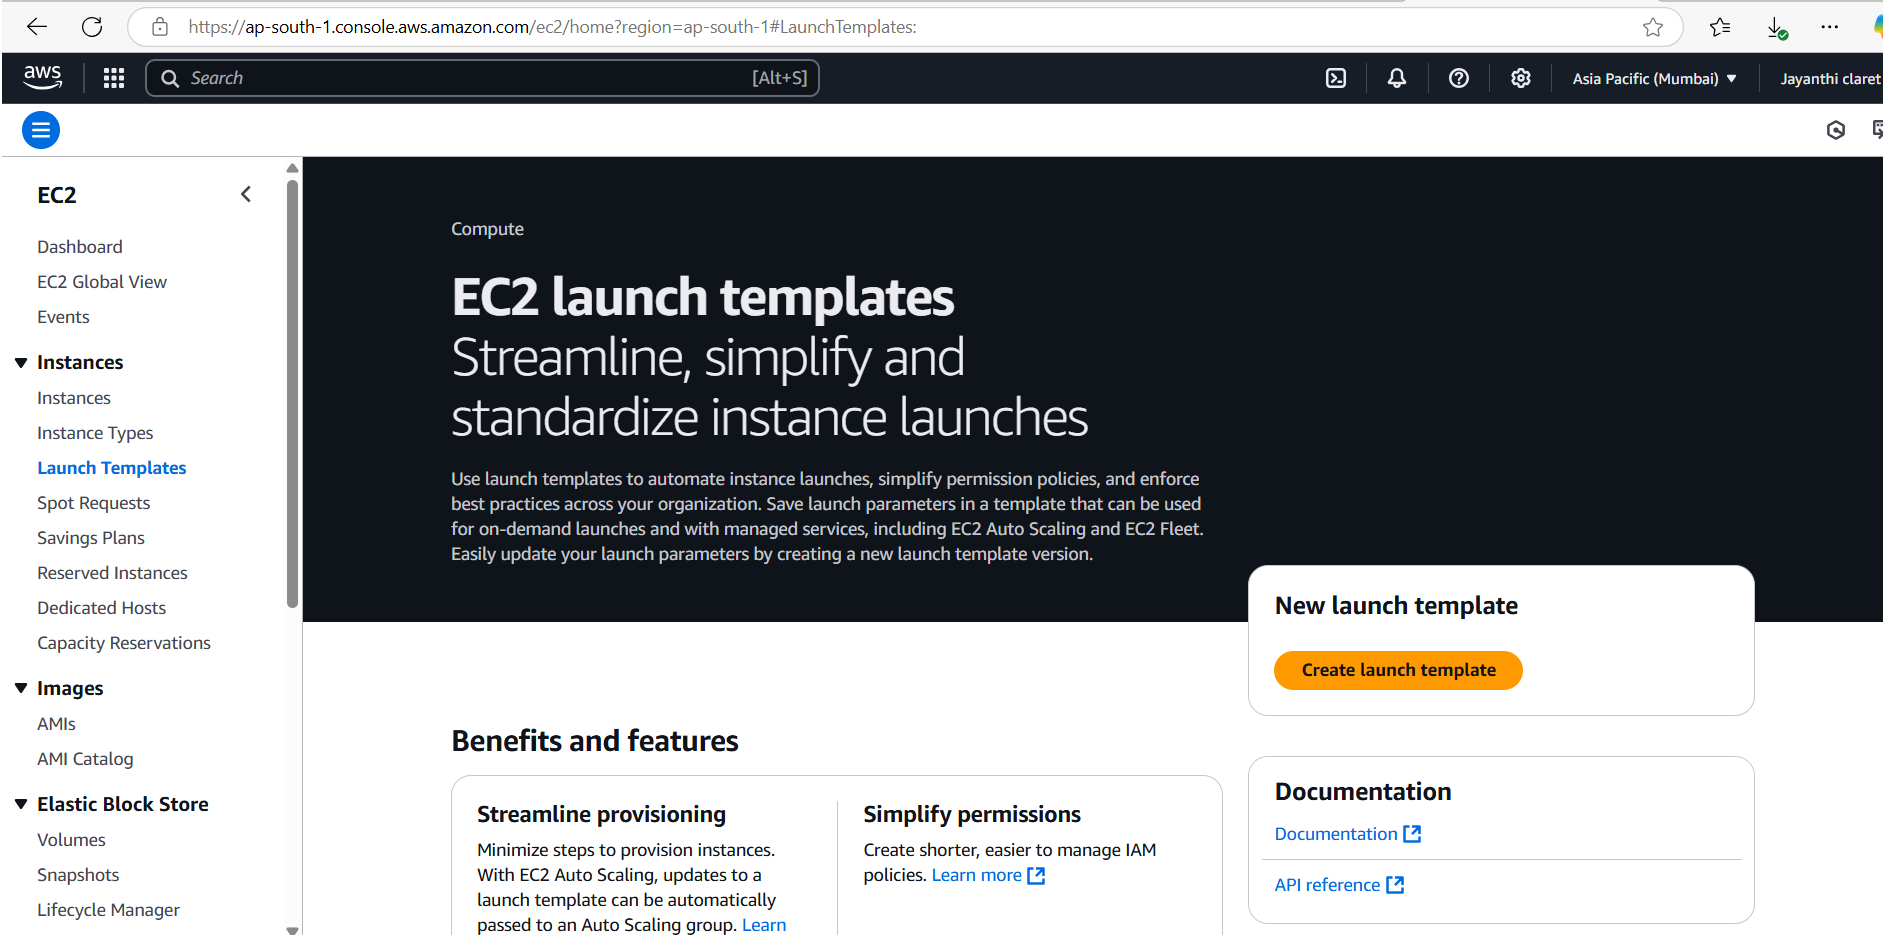 https://ap-south-1.console.aws.amazon.com/ec2/home?region=ap-south-1#LaunchTemplates:
aws
Search
[Alt+S]
Asia Pacific (Mumbai)
Jayanthi claret
EC2
Dashboard
EC2 Global View
Events
Instances
Instances
Instance Types
Launch Templates
Spot Requests
Savings Plans
Reserved Instances
Dedicated Hosts
Capacity Reservations
Images
AMIs
AMI Catalog
Elastic Block Store
Volumes
Snapshots
Lifecycle Manager
Compute
EC2 launch templates
Streamline, simplify and
standardize instance launches
Use launch templates to automate instance launches, simplify permission policies, and enforce
best practices across your organization. Save launch parameters in a template that can be used
for on-demand launches and with managed services, including EC2 Auto Scaling and EC2 Fleet.
Easily update your launch parameters by creating a new launch template version.
New launch template
Create launch template
Benefits and features
Streamline provisioning
Minimize steps to provision instances.
With EC2 Auto Scaling, updates to a
launch template can be automatically
passed to an Auto Scaling group. Learn
Simplify permissions
Create shorter, easier to manage IAM
policies. Learn more
Documentation
Documentation
API reference